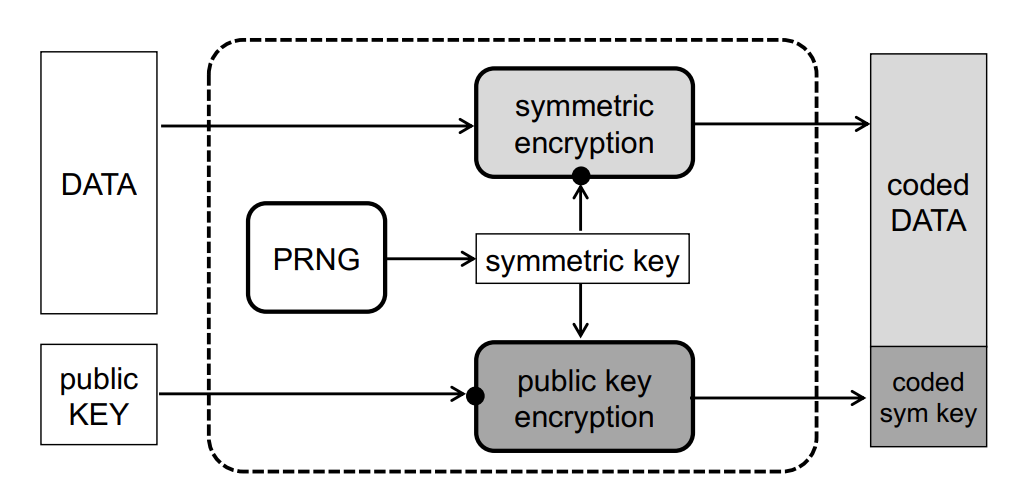 DATA
public
KEY
PRNG
symmetric
encryption
symmetric key
public key
encryption
coded
DATA
coded
sym key